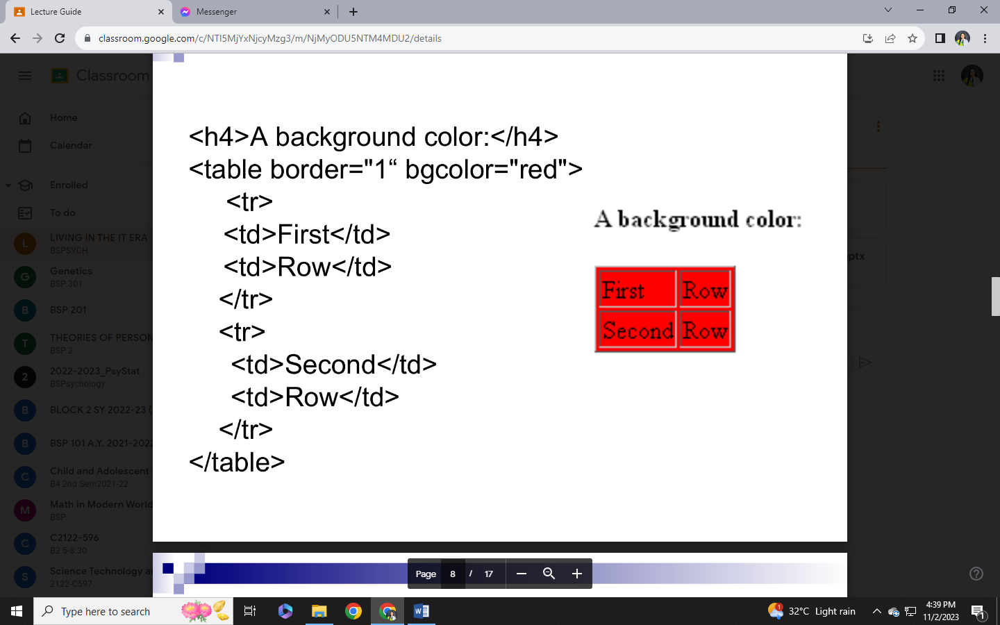 Lecture Guide
Messenger
classroom.google.com/c/NTI5MjYxNjcyMzg3/m/NjMyODU5NTM4MDU2/details
Classroom
Home
Calendar
Enrolled
To do
L
LIVING IN THE IT ERA
BSPSYCH
G
Genetics
BSP 301
B
BSP 201
T
THEORIES OF PERSON
BSP 2
2
2022-2023_PsyStat
BSPsychology
B
BLOCK 2 SY 2022-23 (
B
BSP 101 A.Y. 2021-2022
C
Child and Adolescent
B4 2nd Sem2021-22
M
Math in Modern World
BSP
C
C2122-596
B2 5-8:30
S
Science Technology a
2122-C597
<h4>A background color:</h4>
<table border="1“ bgcolor="red">
<tr>
<td>First</td>
<td>Row</td>
</tr>
<tr>
<td>Second</td>
<td>Row</td>
</tr>
</table>
A background color:
First Row
Second Row
ptx
Page 8 / 17
Type here to search
1
32°C Light rain
4:39 PM
11/2/2023
1